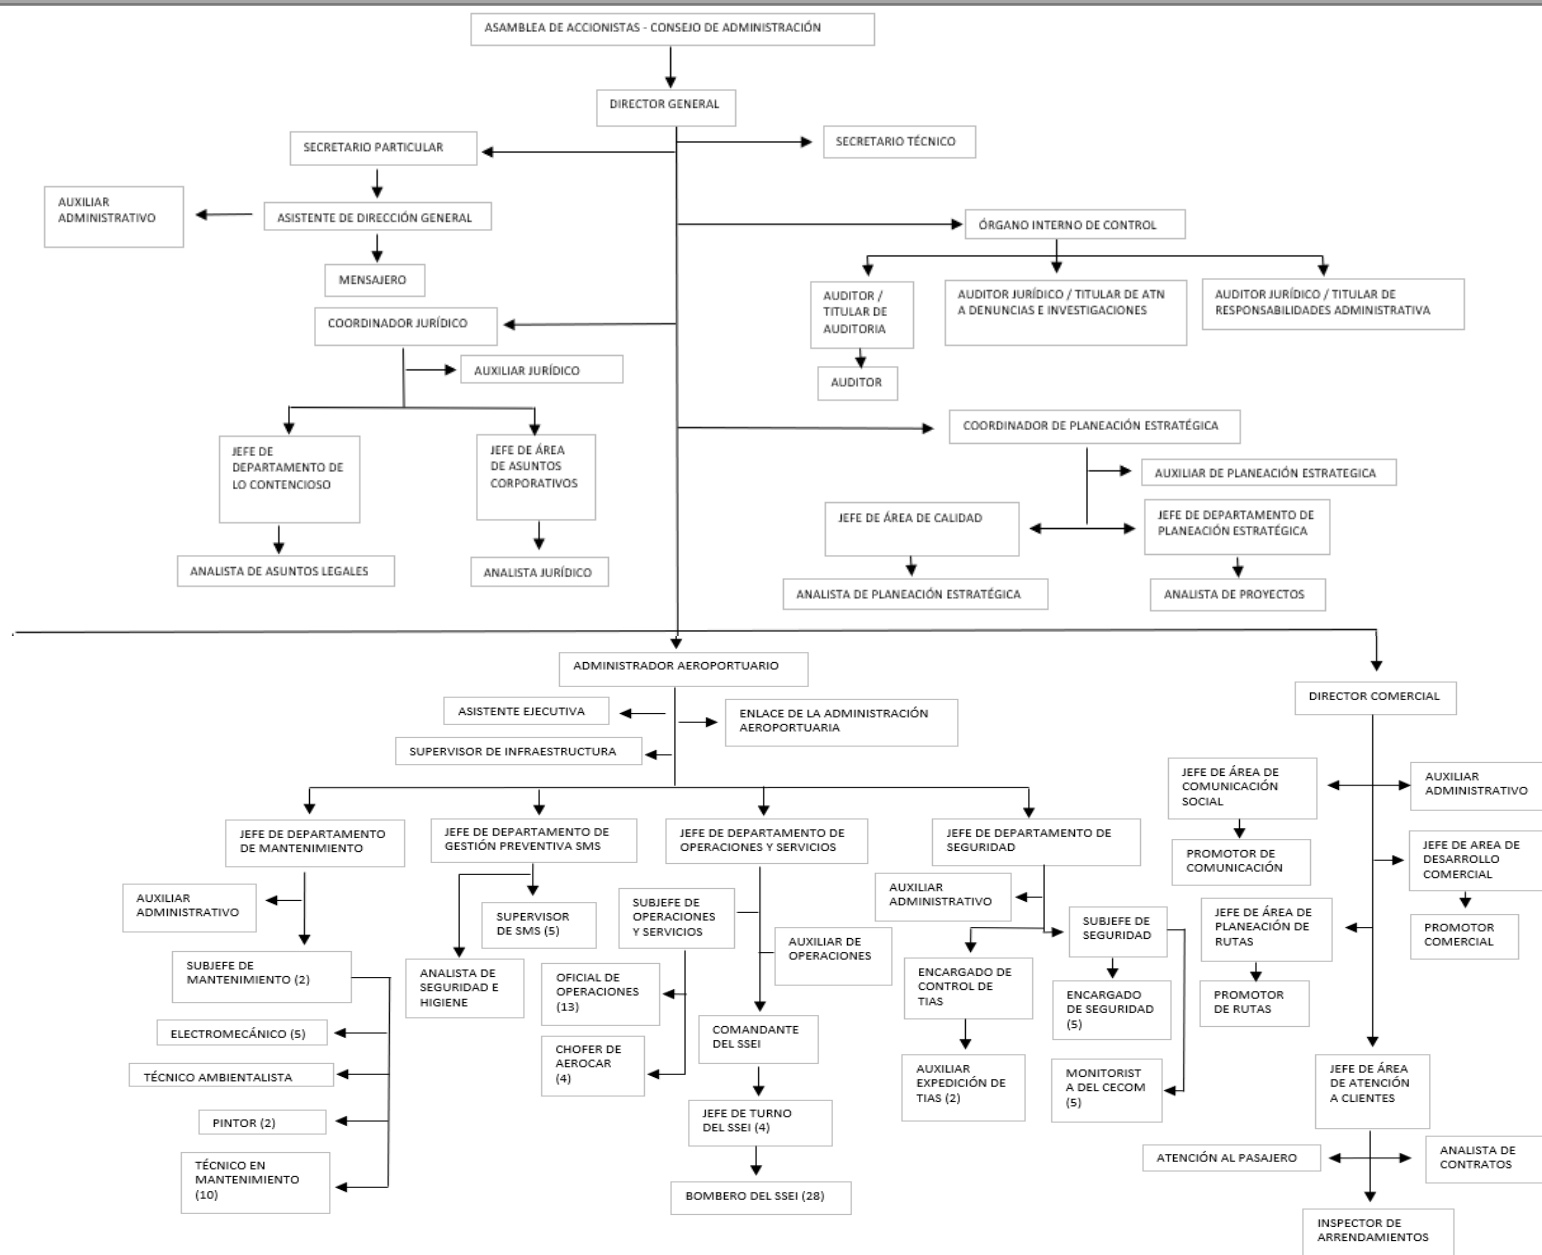 ASAMBLEA DE ACCIONISTAS - CONSEJO DE ADMINISTRACIÓN
DIRECTOR GENERAL
SECRETARIO TÉCNICO
SECRETARIO PARTICULAR
AUXILIAR
ADMINISTRATIVO
ASISTENTE DE DIRECCIÓN GENERAL
MENSAJERO
ÓRGANO INTERNO DE CONTROL
AUDITOR /
TITULAR DE
AUDITORIA
AUDITOR JURÍDICO / TITULAR DE ATN
A DENUNCIAS E INVESTIGACIONES
AUDITOR JURÍDICO / TITULAR DE
RESPONSABILIDADES ADMINISTRATIVA
AUDITOR
COORDINADOR JURÍDICO
AUXILIAR JURÍDICO
JEFE DE
DEPARTAMENTO DE
LO CONTENCIOSO
JEFE DE ÁREA
DE ASUNTOS
CORPORATIVOS
ANALISTA DE ASUNTOS LEGALES
ANALISTA JURÍDICO
COORDINADOR DE PLANEACIÓN ESTRATÉGICA
AUXILIAR DE PLANEACIÓN ESTRATEGICA
JEFE DE ÁREA DE CALIDAD
JEFE DE DEPARTAMENTO DE
PLANEACIÓN ESTRATÉGICA
ANALISTA DE PLANEACIÓN ESTRATÉGICA
ANALISTA DE PROYECTOS
ADMINISTRADOR AEROPORTUARIO
ASISTENTE EJECUTIVA
ENLACE DE LA ADMINISTRACIÓN
AEROPORTUARIA
SUPERVISOR DE INFRAESTRUCTURA
JEFE DE DEPARTAMENTO
DE MANTENIMIENTO
JEFE DE DEPARTAMENTO DE
GESTIÓN PREVENTIVA SMS
JEFE DE DEPARTAMENTO DE
OPERACIONES Y SERVICIOS
JEFE DE DEPARTAMENTO DE
SEGURIDAD
AUXILIAR
ADMINISTRATIVO
SUBJEFE DE
MANTENIMIENTO (2)
ELECTROMECÁNICO (5)
TÉCNICO AMBIENTALISTA
PINTOR (2)
TÉCNICO EN
MANTENIMIENTO
(10)
SUPERVISOR
DE SMS (5)
ANALISTA DE
SEGURIDAD E
HIGIENE
SUBJEFE DE
OPERACIONES
Y SERVICIOS
AUXILIAR DE
OPERACIONES
OFICIAL DE
OPERACIONES
(13)
CHOFER DE
AEROCAR
(4)
COMANDANTE
DEL SSEI
JEFE DE TURNO
DEL SSEI (4)
BOMBERO DEL SSEI (28)
AUXILIAR
ADMINISTRATIVO
SUBJEFE DE
SEGURIDAD
ENCARGADO DE
CONTROL DE
TIAS
ENCARGADO
DE SEGURIDAD
(5)
AUXILIAR
EXPEDICIÓN DE
TIAS (2)
MONITORIST
A DEL CECOM
(5)
DIRECTOR COMERCIAL
JEFE DE ÁREA DE
COMUNICACIÓN
SOCIAL
AUXILIAR
ADMINISTRATIVO
PROMOTOR DE
COMUNICACIÓN
JEFE DE AREA DE
DESARROLLO
COMERCIAL
JEFE DE ÁREA DE
PLANEACIÓN DE
RUTAS
PROMOTOR
COMERCIAL
PROMOTOR
DE RUTAS
JEFE DE ÁREA
DE ATENCIÓN
A CLIENTES
ATENCIÓN AL PASAJERO
ANALISTA DE
CONTRATOS
INSPECTOR DE
ARRENDAMIENTOS